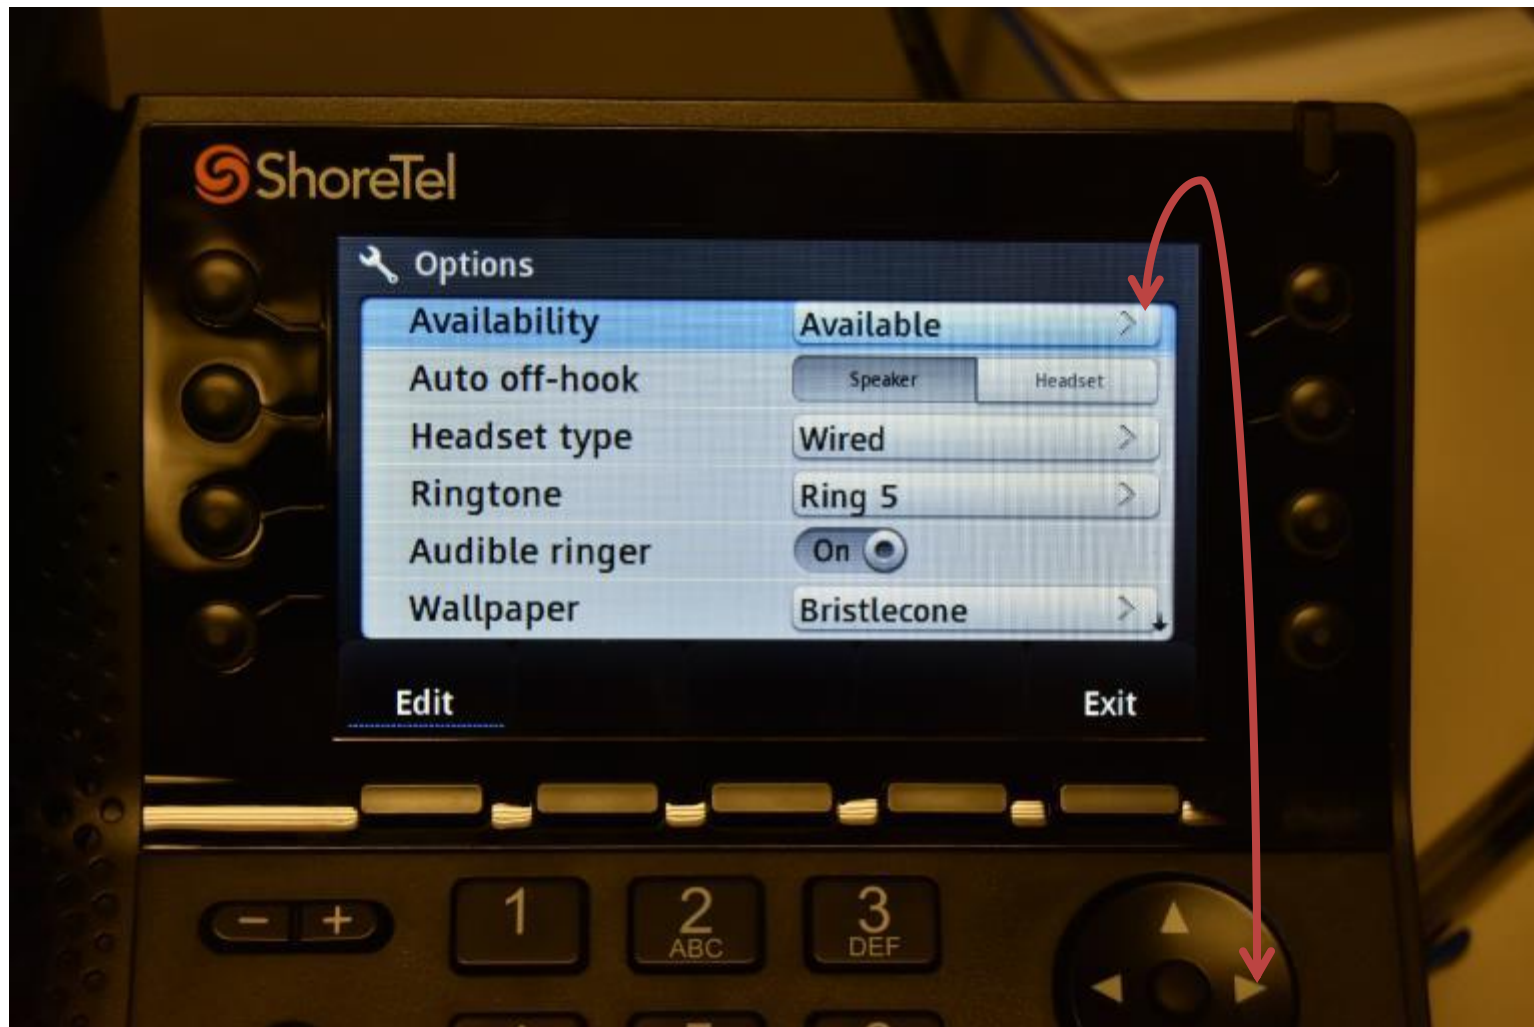 ShoreTel
Options
Availability Available
Auto off-hook Speaker Headset
Headset type Wired
Ringtone Ring 5
Audible ringer On
Wallpaper Bristlecone
Edit Exit
- + 1 2 3
ABC DEF